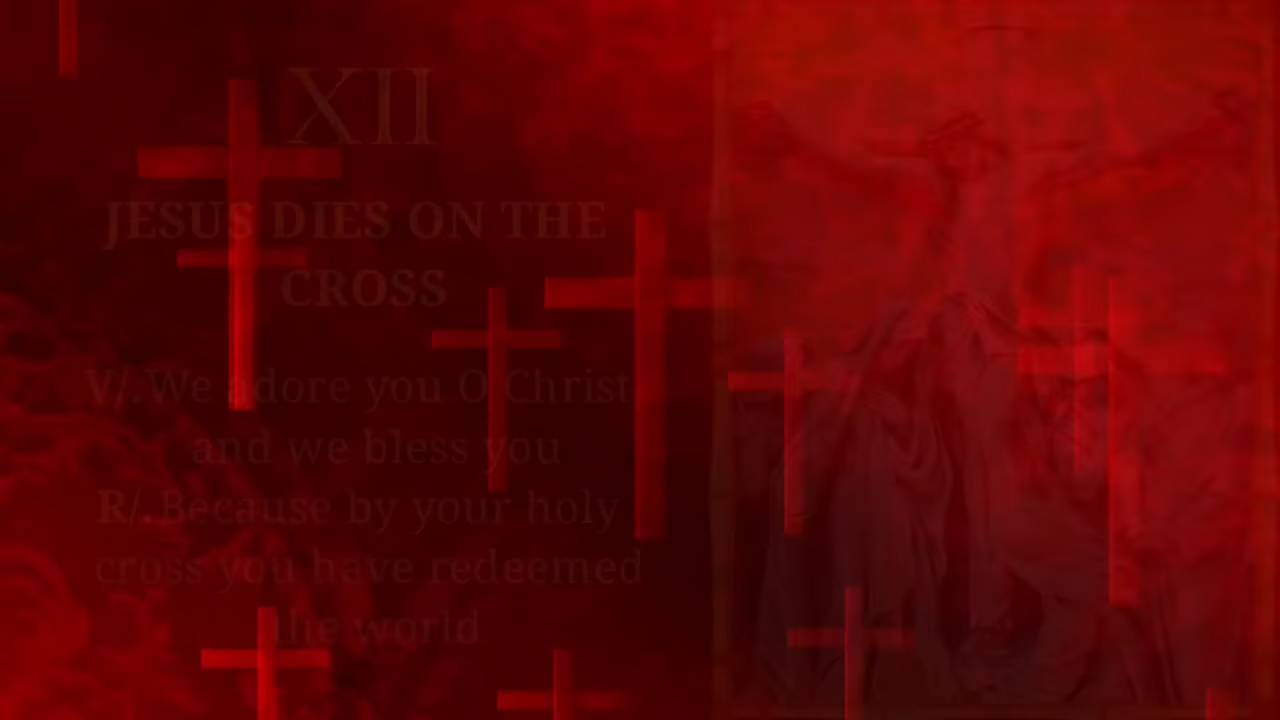 XII
JESUS DIES ON THE
CROSS
V/. We adore you O Christ
and we bless you
R/. Because by your holy
cross you have redeemed
the world